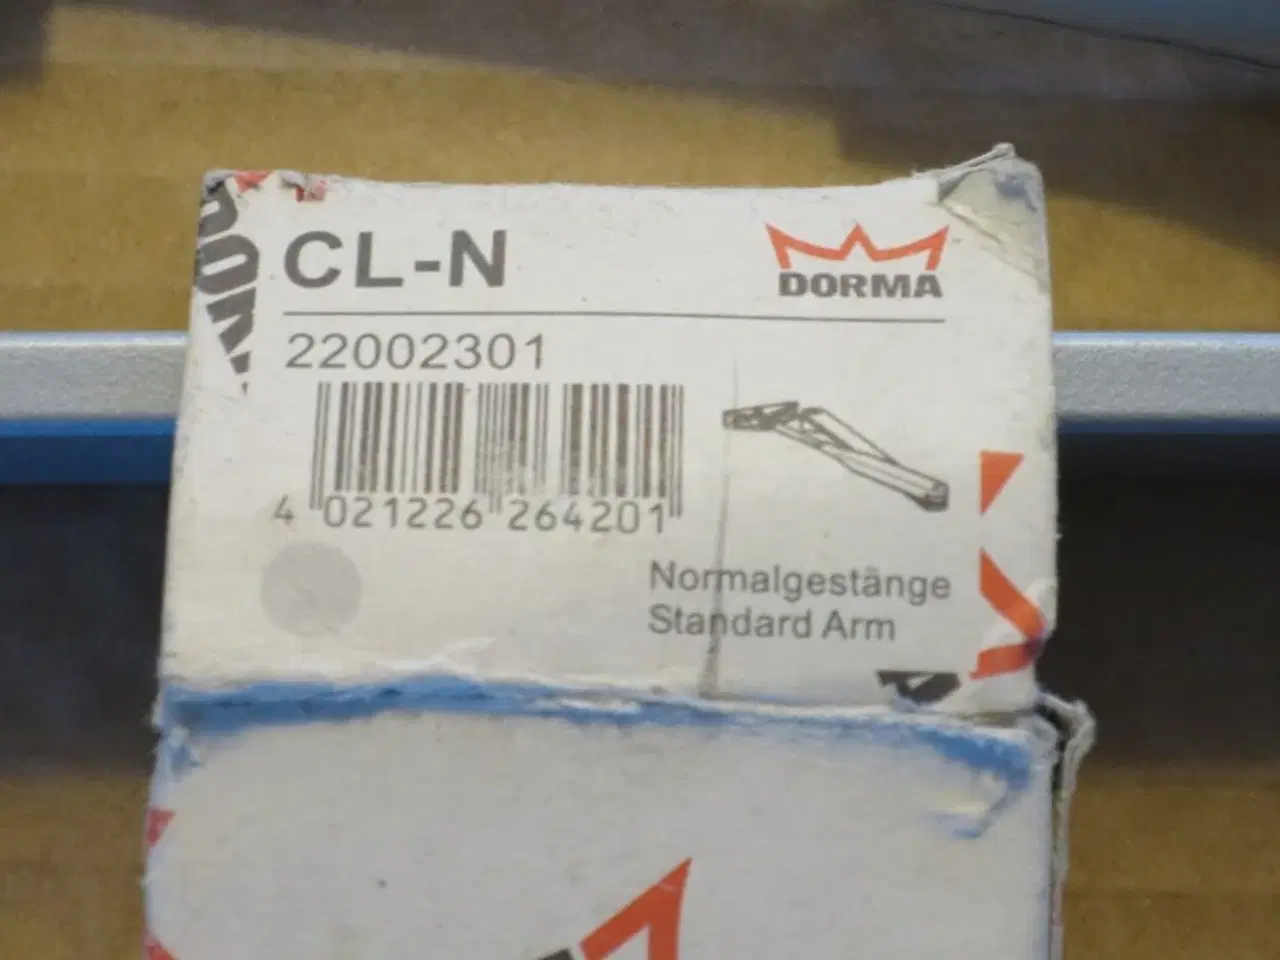 CL-N
DORMA
22002301
4 021226 264201
Normalgestänge
Standard Arm